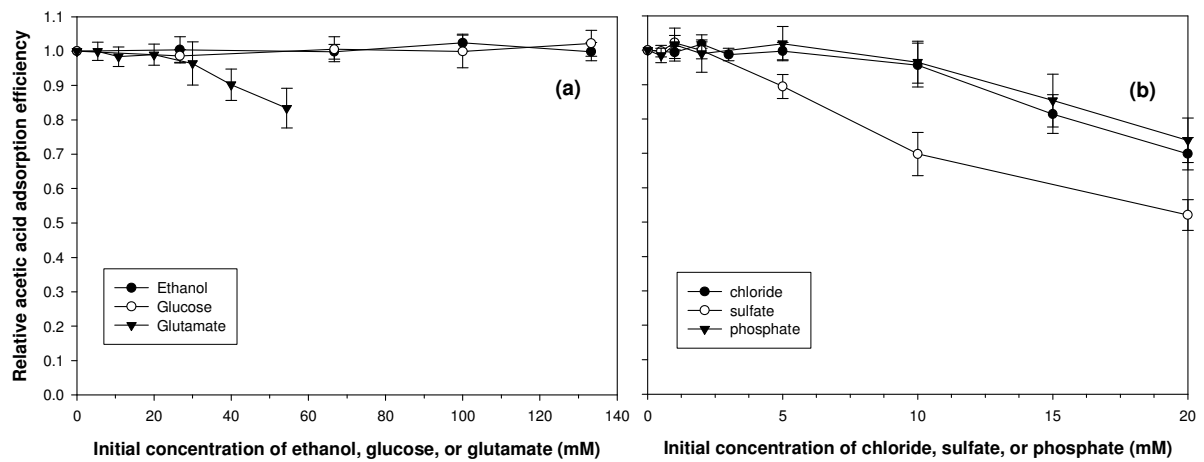 Relative acetic acid adsorption efficiency
1.1
1.0
0.9
0.8
0.7
0.6
0.5
0.4
0.3
0.2
0.1
0.0
(a)
Ethanol
Glucose
Glutamate
0 20 40 60 80 100 120 140
Initial concentration of ethanol, glucose, or glutamate (mM)
(b)
chloride
sulfate
phosphate
0 5 10 15 20
Initial concentration of chloride, sulfate, or phosphate (mM)